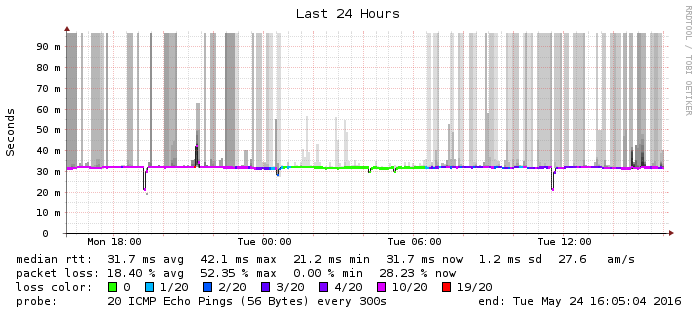 Last 24 Hours
RRDTOOL / TOBI OETIKER
Seconds
90 m
80 m
70 m
60 m
50 m
40 m
30 m
20 m
10 m
0
Mon 18:00 Tue 00:00 Tue 06:00 Tue 12:00
median rtt: 31.7 ms avg 42.1 ms max 21.2 ms min 31.7 ms now 1.2 ms sd 27.6 am/s
packet loss: 18.40 % avg 52.35 % max 0.00 % min 28.23 % now
loss color: 0 1/20 2/20 3/20 4/20 10/20 19/20
probe: 20 ICMP Echo Pings (56 Bytes) every 300s end: Tue May 24 16:05:04 2016